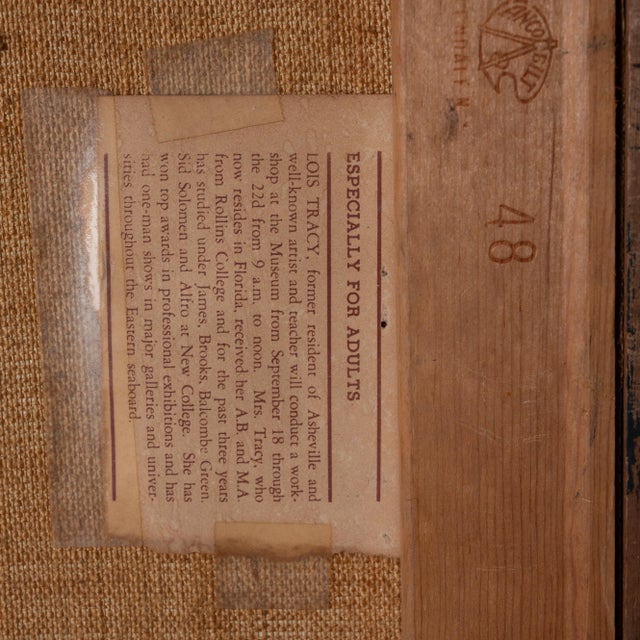 ESPECIALLY FOR ADULTS
LOIS TRACY, former resident of Asheville and
well-known artist and teacher will conduct a work-
shop at the Museum from September 18 through
the 22d from 9 a.m. to noon. Mrs. Tracy, who
now resides in Florida, received her A.B. and M.A.
from Rollins College and for the past three years
has studied under James Brooks, Balcombe Green,
Sid Solomen and Alfro at New College. She has
won top awards in professional exhibitions and has
had one-man shows in major galleries and univer-
sities throughout the Eastern seaboard.
48